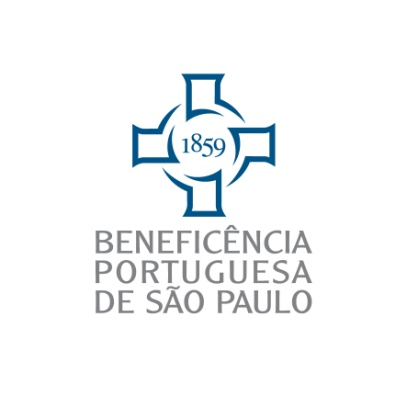 1859
BENEFICÊNCIA
PORTUGUESA
DE SÃO PAULO